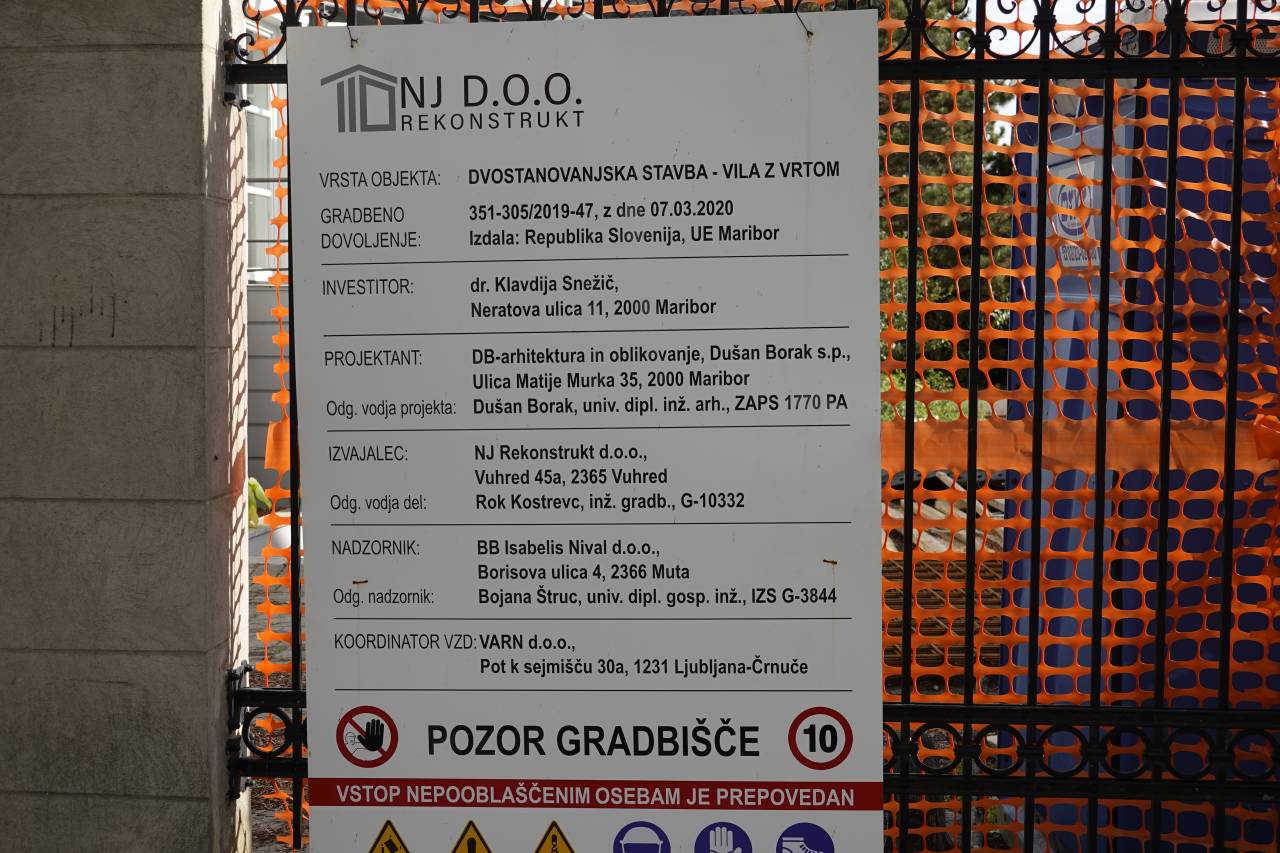 NJ D.O.O.
REKONSTRUKT
VRSTA OBJEKTA: DVOSTANOVANJSKA STAVBA - VILA Z VRTOM
GRADBENO 351-305/2019-47, z dne 07.03.2020
DOVOLJENJE: Izdala: Republika Slovenija, UE Maribor
INVESTITOR: dr. Klavdija Snežič,
Neratova ulica 11, 2000 Maribor
PROJEKTANT: DB-arhitektura in oblikovanje, Dušan Borak s.p.,
Ulica Matije Murka 35, 2000 Maribor
Odg. vodja projekta: Dušan Borak, univ. dipl. inž. arh., ZAPS 1770 PA
IZVAJALEC: NJ Rekonstrukt d.o.o.,
Vuhred 45a, 2365 Vuhred
Odg. vodja del: Rok Kostrevc, inž. gradb., G-10332
NADZORNIK: BB Isabelis Nival d.o.o.,
Borisova ulica 4, 2366 Muta
Odg. nadzornik: Bojana Štruc, univ. dipl. gosp. inž., IZS G-3844
KOORDINATOR VZD: VARN d.o.o.,
Pot k sejmišču 30a, 1231 Ljubljana-Črnuče
POZOR GRADBIŠČE 10
VSTOP NEPOOBLAŠČENIM OSEBAM JE PREPOVEDAN